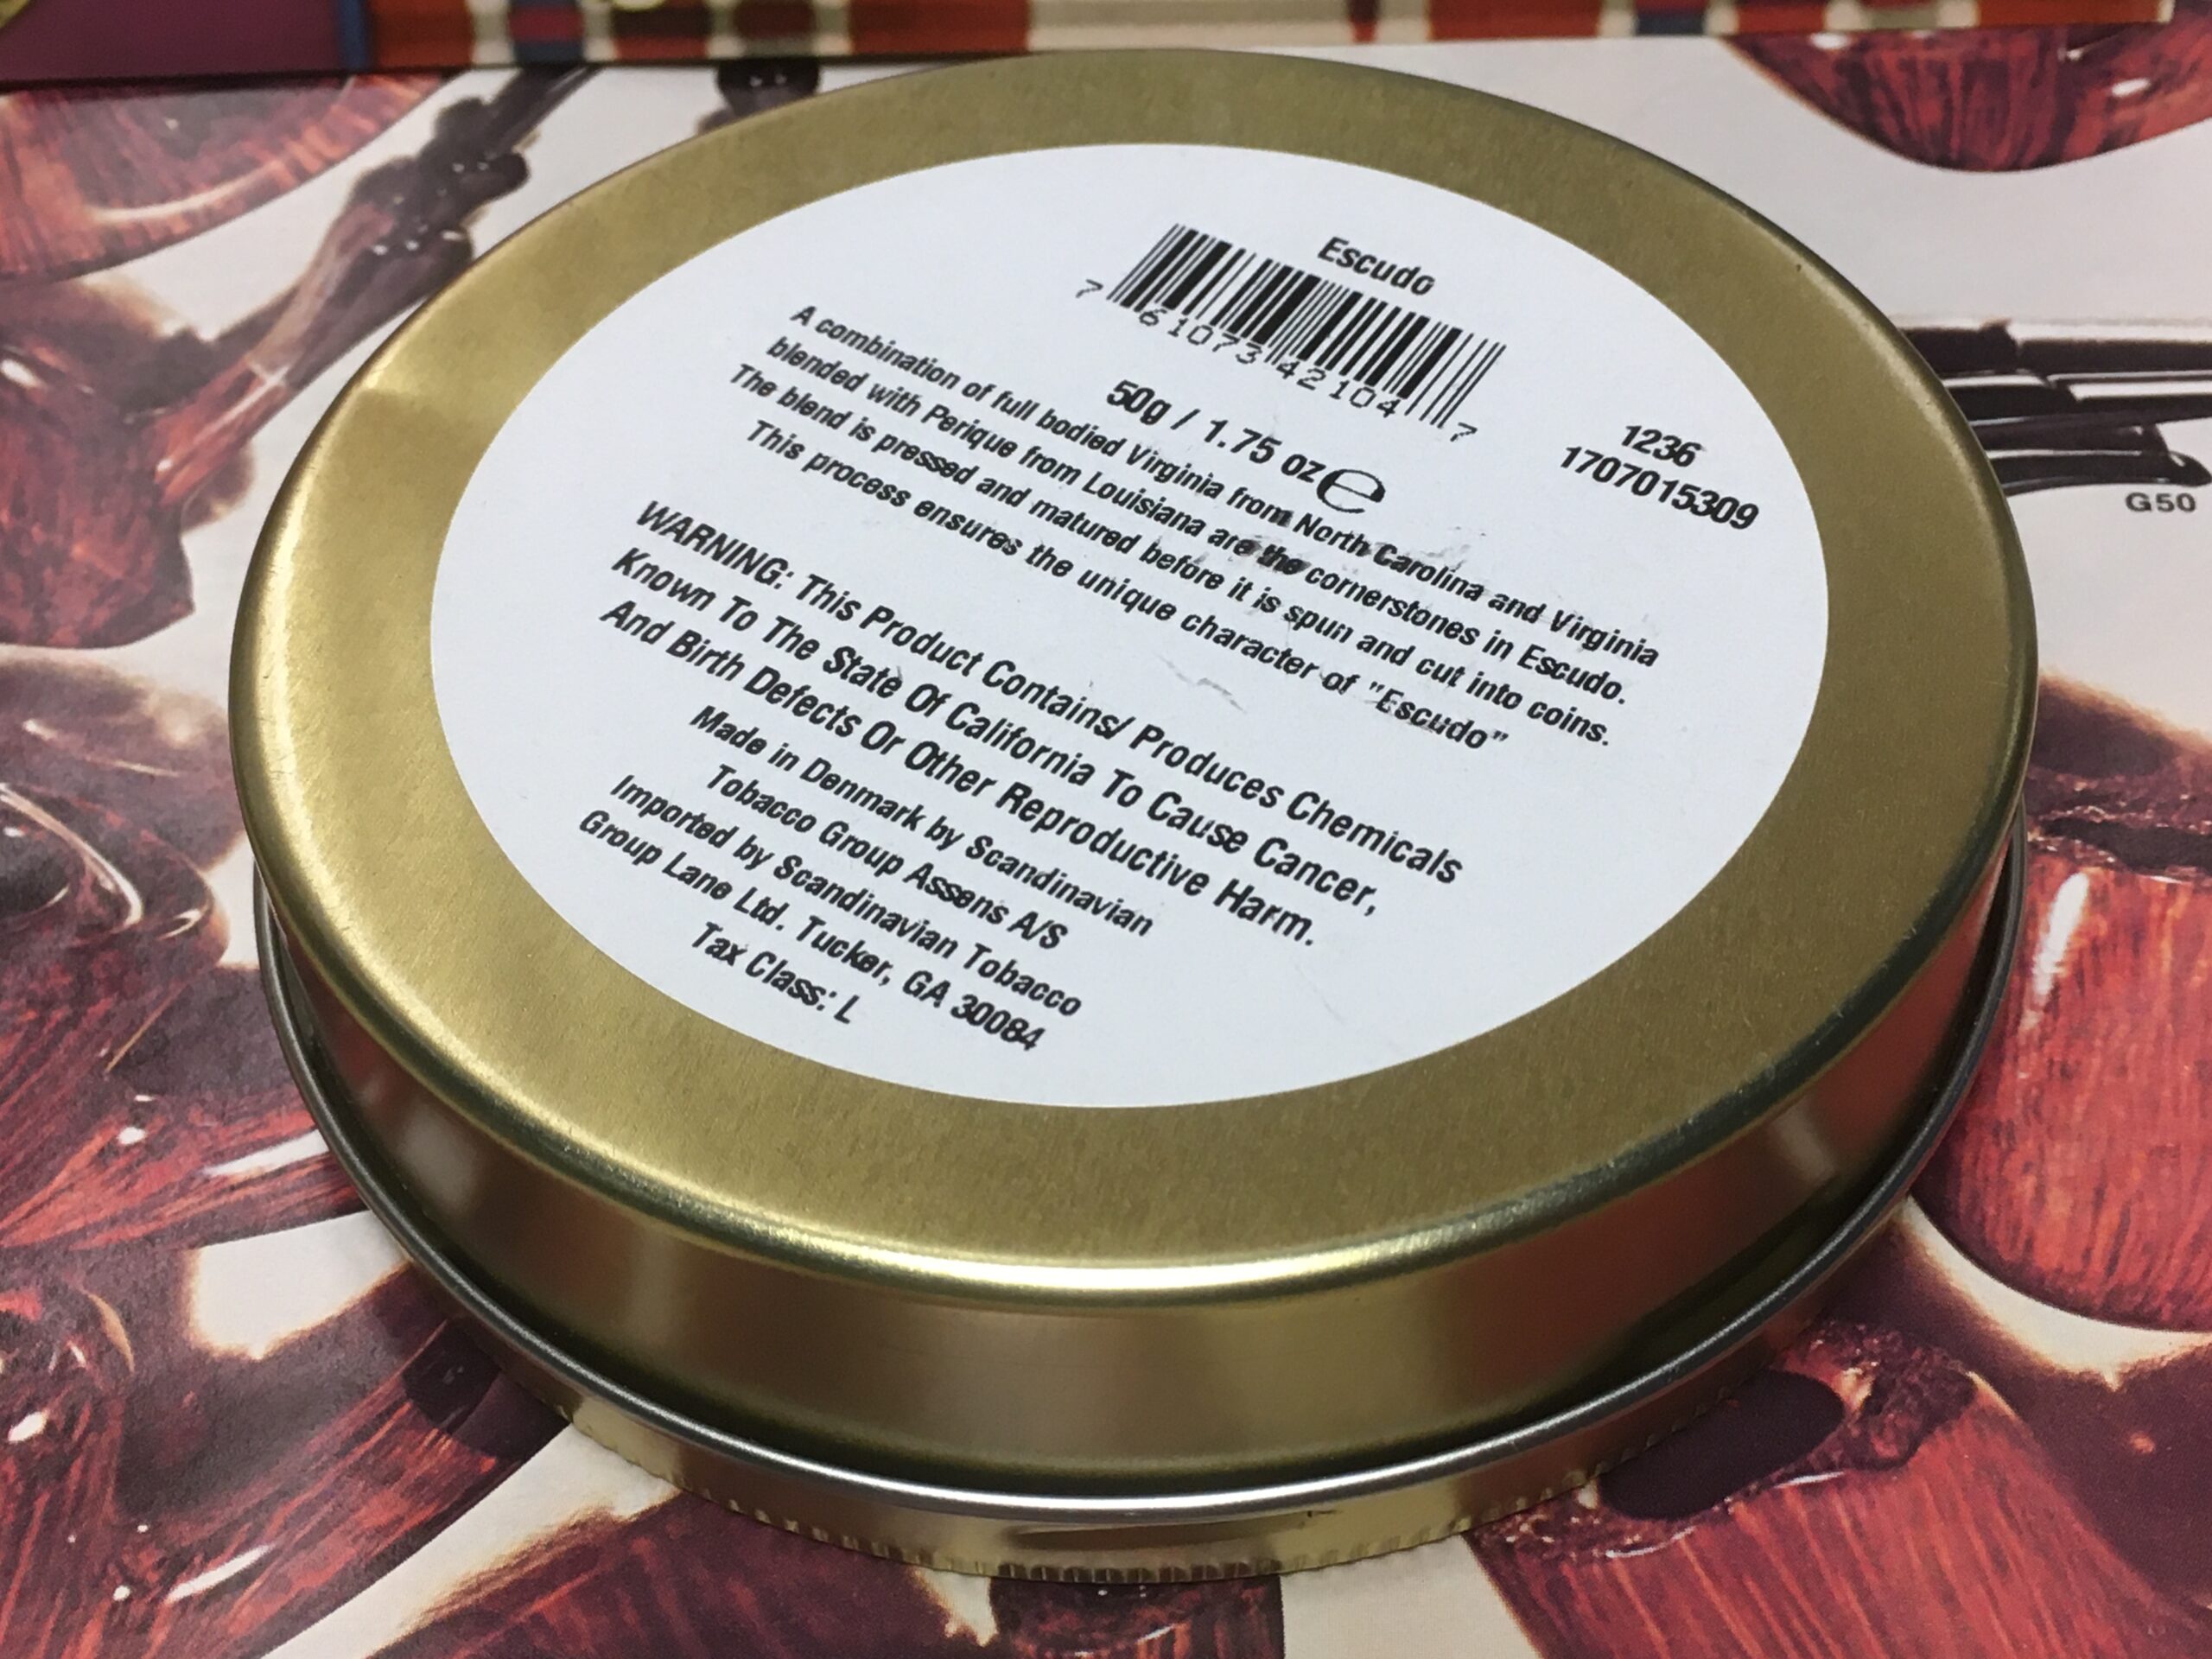 Escudo
7 61073 42104 7
50g / 1.75 oz ℮
1236
1707015309
A combination of full bodied Virginia from North Carolina and Virginia
blended with Perique from Louisiana are the cornerstones in Escudo.
The blend is pressed and matured before it is spun and cut into coins.
This process ensures the unique character of "Escudo"
WARNING: This Product Contains/ Produces Chemicals
Known To The State Of California To Cause Cancer,
And Birth Defects Or Other Reproductive Harm.
Made in Denmark by Scandinavian
Tobacco Group Assens A/S
Imported by Scandinavian Tobacco
Group Lane Ltd. Tucker, GA 30084
Tax Class: L
G50